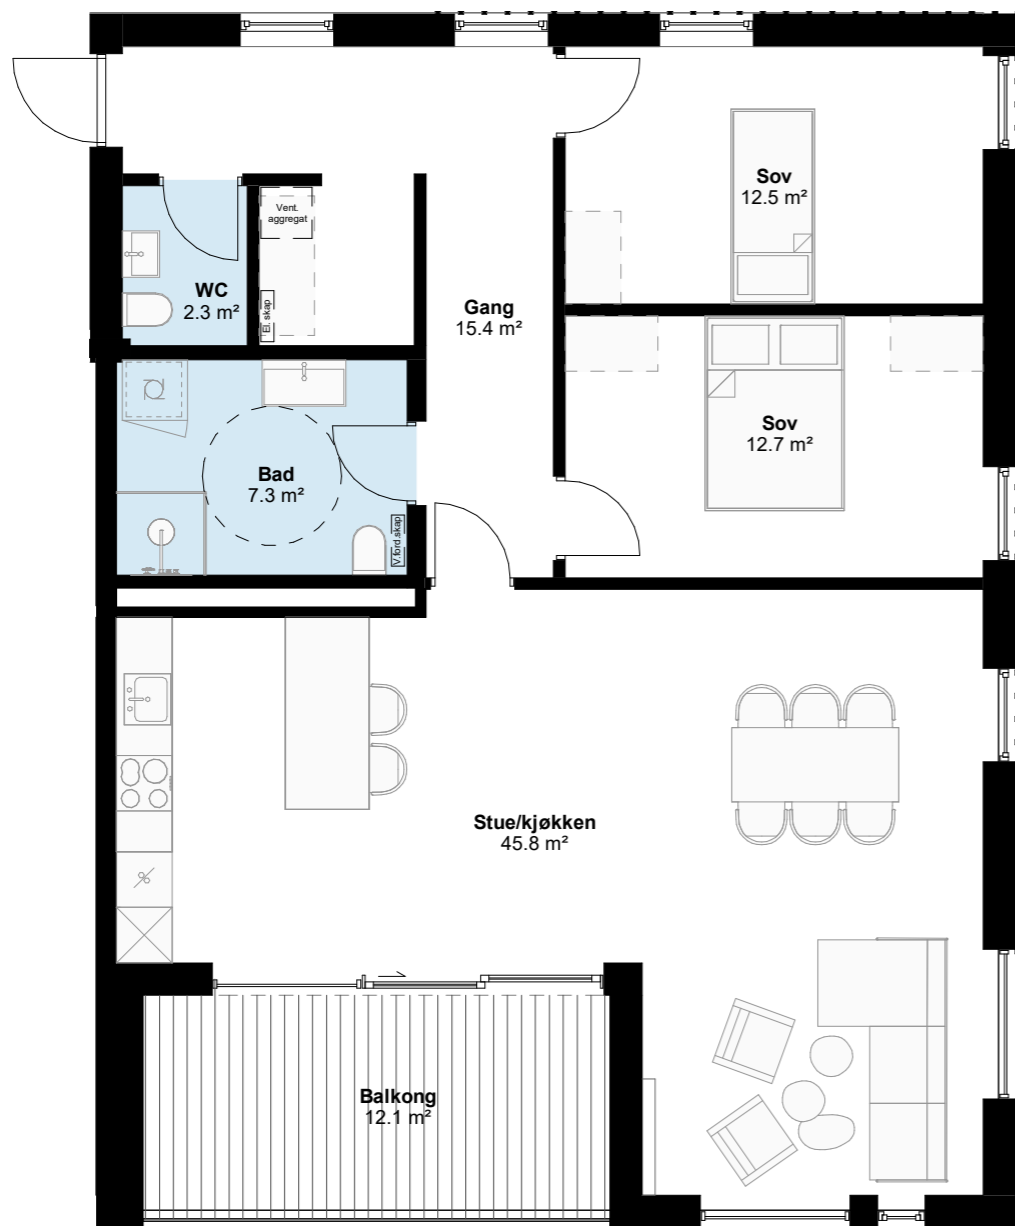 Sov
12.5 m²
Vent.
aggregat
WC
2.3 m²
El. skap
Gang
15.4 m²
Sov
12.7 m²
Bad
7.3 m²
V.ford.skap
Stue/kjøkken
45.8 m²
Balkong
12.1 m²